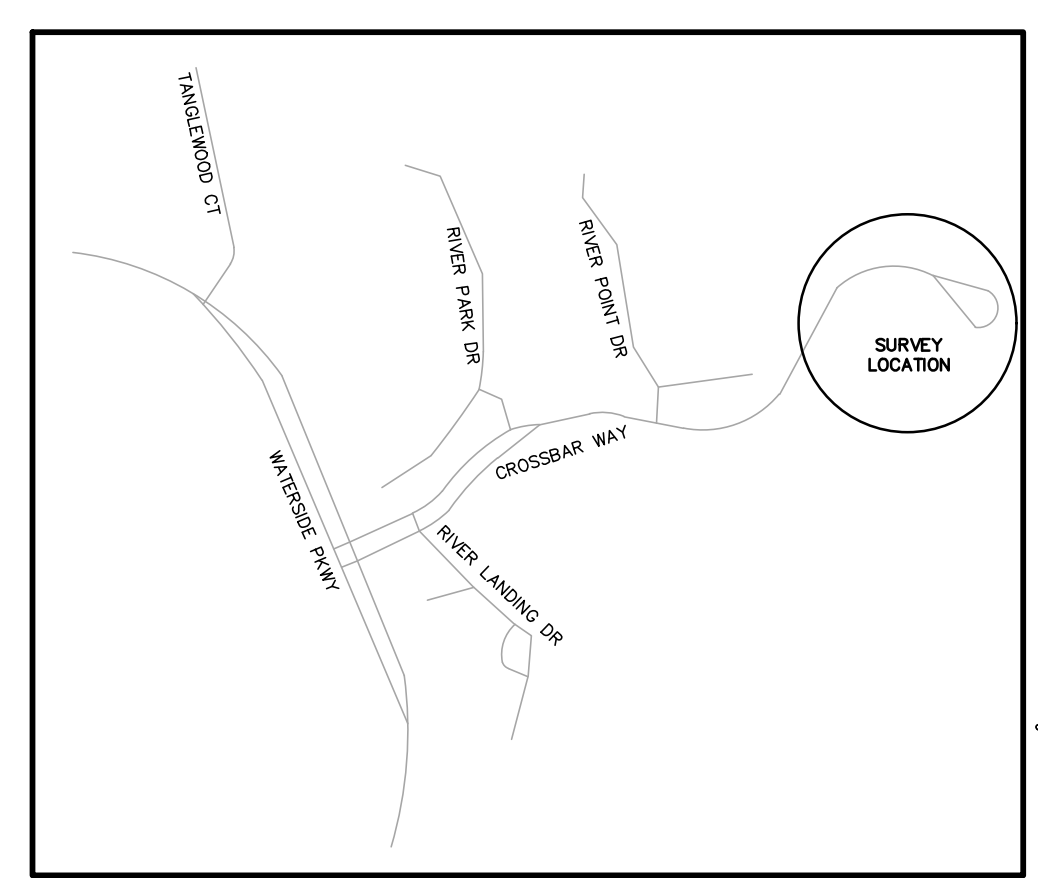 TANGLEWOOD CT
RIVER PARK DR
RIVER POINT DR
SURVEY
LOCATION
CROSSBAR WAY
WATERSIDE PKWY
RIVER LANDING DR